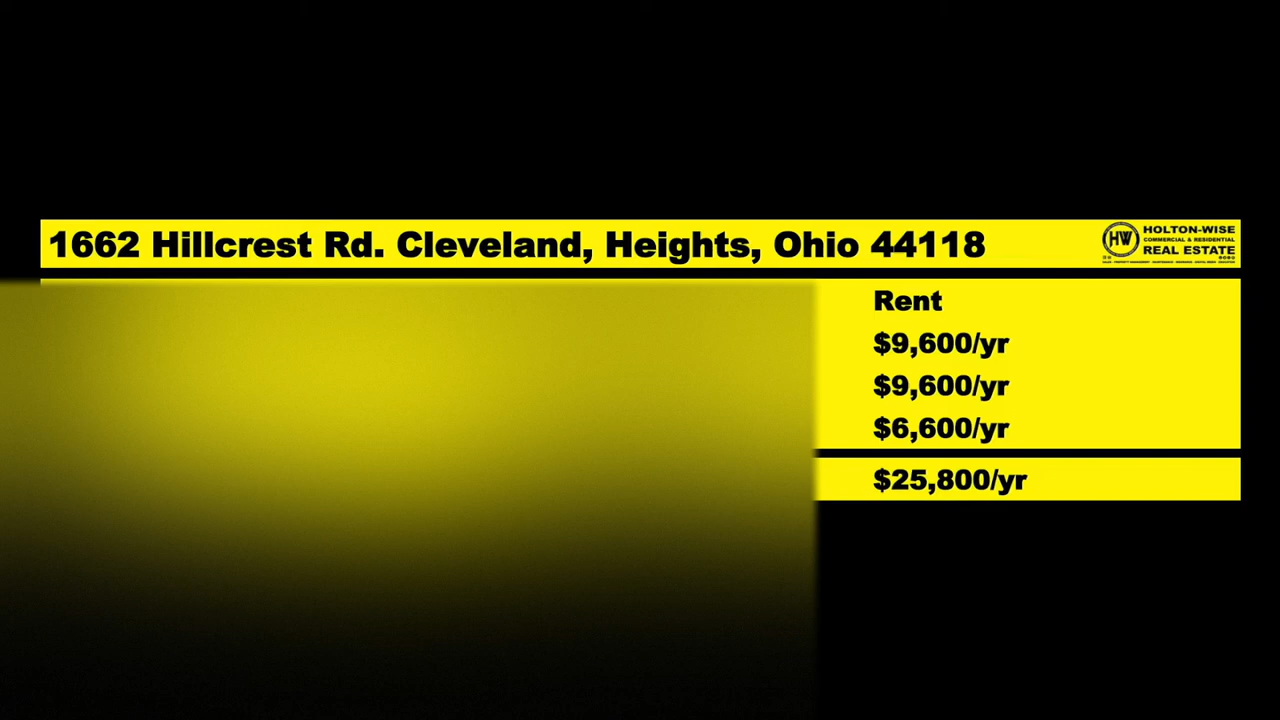 1662 Hillcrest Rd. Cleveland, Heights, Ohio 44118
HW
HOLTON-WISE
COMMERCIAL & RESIDENTIAL
REAL ESTATE
Rent
$9,600/yr
$9,600/yr
$6,600/yr
$25,800/yr